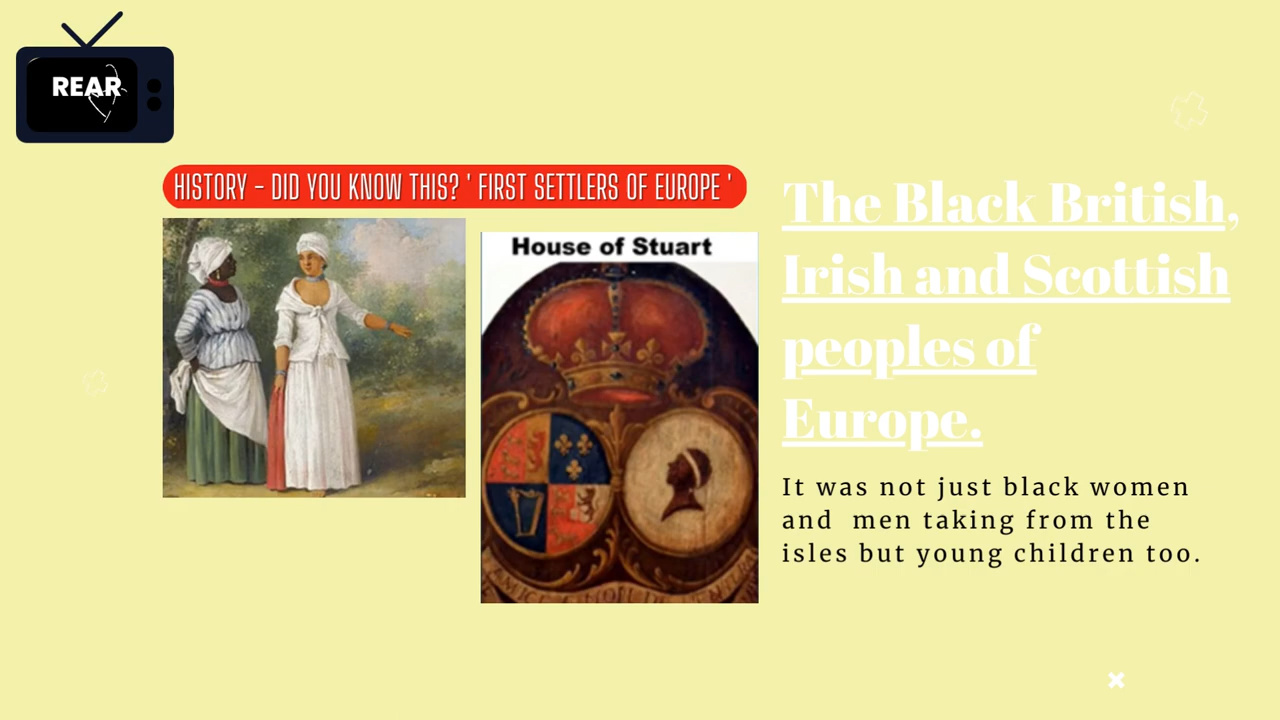 REAR
HISTORY - DID YOU KNOW THIS? ' FIRST SETTLERS OF EUROPE '
House of Stuart
The Black British,
Irish and Scottish
peoples of
Europe.
It was not just black women
and  men taking from the
isles but young children too.